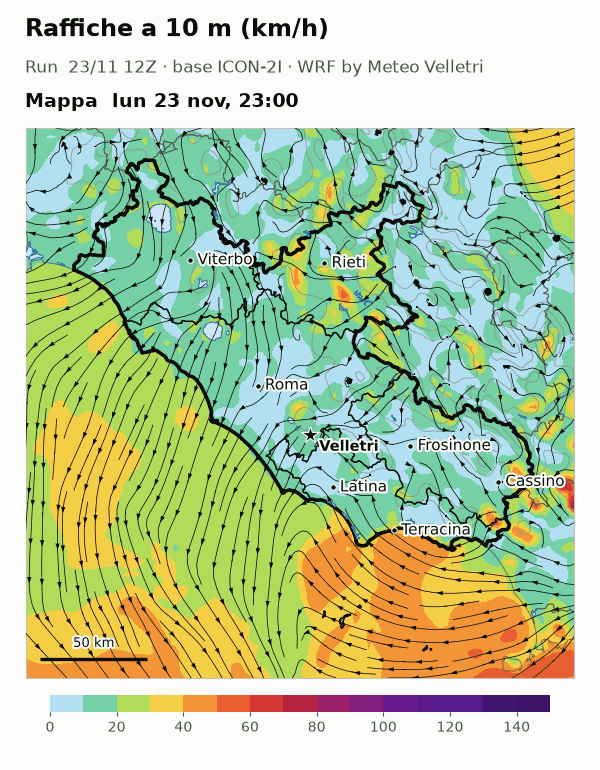 Raffiche a 10 m (km/h)
Run  23/11 12Z · base ICON-2I · WRF by Meteo Velletri
Mappa  lun 23 nov, 23:00
Viterbo
Rieti
Roma
Velletri
Frosinone
Latina
Cassino
Terracina
50 km
0 20 40 60 80 100 120 140